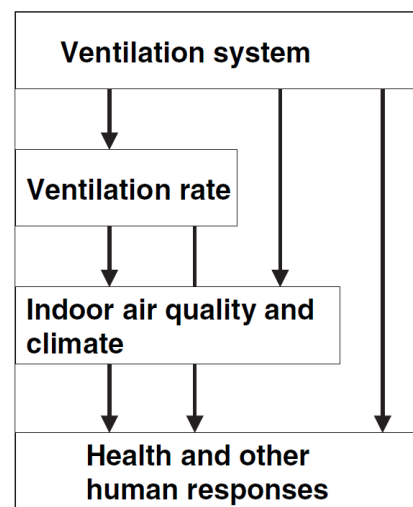 Ventilation system
Ventilation rate
Indoor air quality and
climate
Health and other
human responses